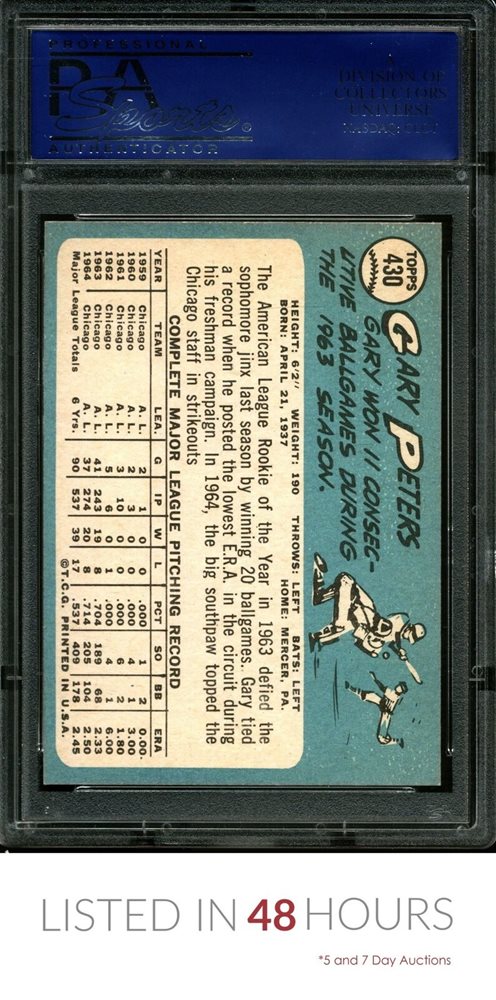 PROFESSIONAL
PSA
Sports®
AUTHENTICATOR
A
DIVISION OF
COLLECTORS
UNIVERSE
NASDAQ: CLCT
TOPPS
430
GARY PETERS
GARY WON 11 CONSEC-
UTIVE BALLGAMES DURING
THE 1963 SEASON.
HEIGHT: 6'2" WEIGHT: 190 THROWS: LEFT BATS: LEFT
BORN: APRIL 21, 1937 HOME: MERCER, PA.
The American League Rookie of the Year in 1963 defied the
sophomore jinx last season by winning 20 ballgames. Gary tied
a record when he posted the lowest E.R.A. in the circuit during
his freshman campaign. In 1964, the big southpaw topped the
Chicago staff in strikeouts
COMPLETE MAJOR LEAGUE PITCHING RECORD
YEAR TEAM LEA. G IP W L PCT SO BB ERA
1959 Chicago A. L. 2 1 0 0 .000 1 2 0.00
1960 Chicago A. L. 2 3 0 0 .000 4 1 3.00
1961 Chicago A. L. 3 10 0 0 .000 6 2 1.80
1962 Chicago A. L. 5 6 0 1 .000 4 1 6.00
1963 Chicago A. L. 41 243 19 8 .704 189 68 2.33
1964 Chicago A. L. 37 274 20 8 .714 205 104 2.50
Major League Totals 6 Yrs. 90 537 39 17 .537 409 178 2.45
©T.C.G. PRINTED IN U.S.A.
LISTED IN 48 HOURS
*5 and 7 Day Auctions